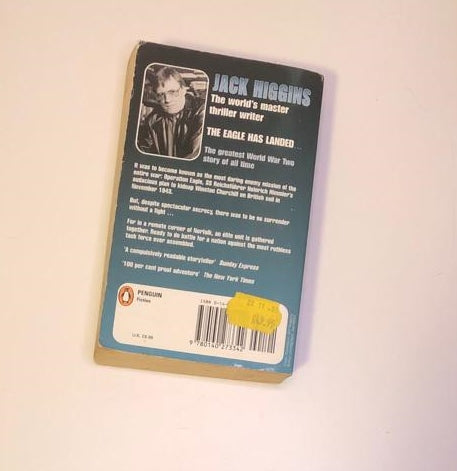 JACK HIGGINS
The world's master
thriller writer
THE EAGLE HAS LANDED...
The greatest World War Two
story of all time
It was to become known as the most daring enemy mission of the
entire war: Operation Eagle, SS Reichsführer Heinrich Himmler's
audacious plan to kidnap Winston Churchill on British soil in
November 1943.
But, despite spectacular secrecy, there was to be no surrender
without a fight ...
For in a remote corner of Norfolk, an elite unit is gathered
together. Ready to do battle for a nation against the most ruthless
task force ever assembled.
'A compulsively readable storyteller' Sunday Express
'100 per cent proof adventure' The New York Times
PENGUIN
Fiction
ISBN 0-14
U.K. £5.99
9 780140 273342